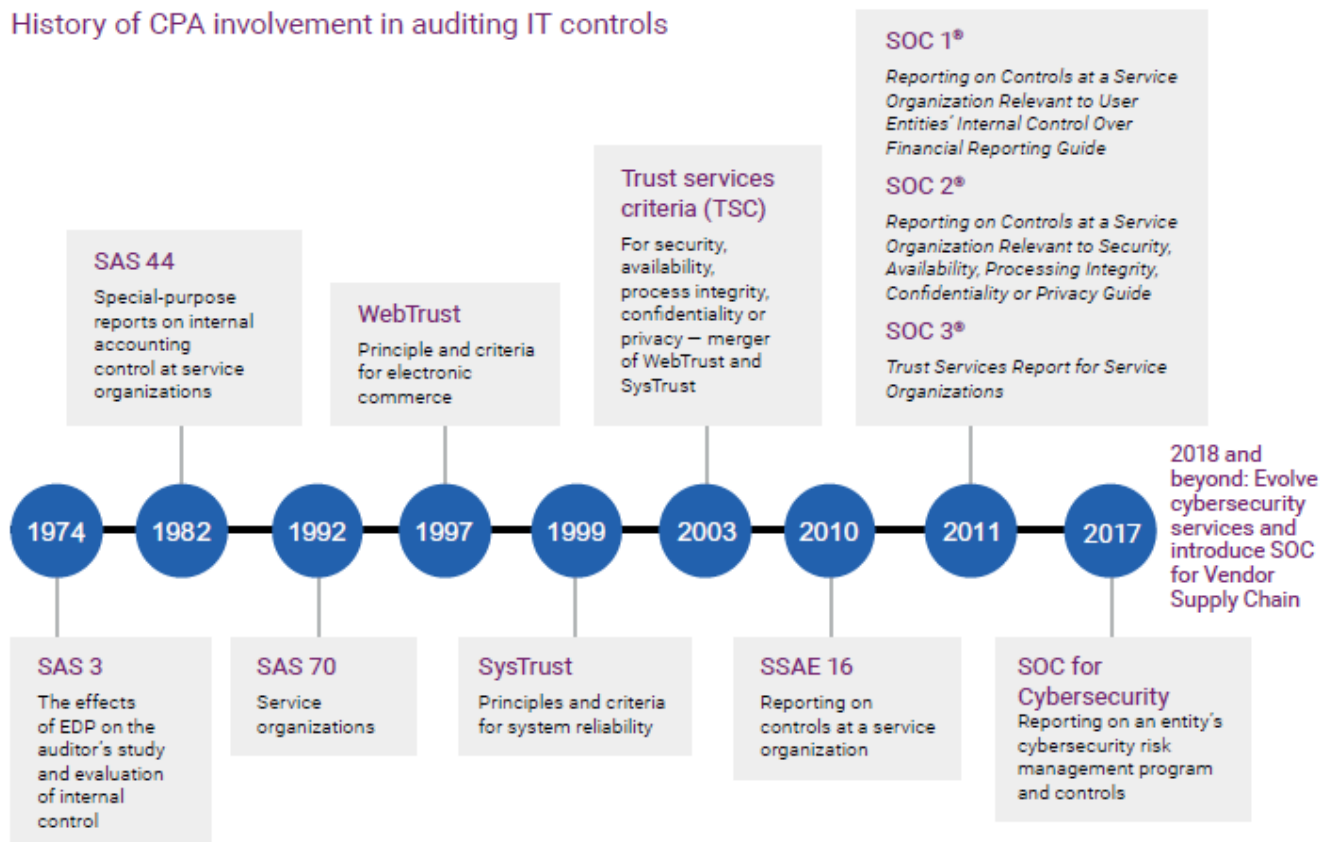 History of CPA involvement in auditing IT controls
SOC 1®
Reporting on Controls at a Service
Organization Relevant to User
Entities' Internal Control Over
Financial Reporting Guide
SOC 2®
Reporting on Controls at a Service
Organization Relevant to Security,
Availability, Processing Integrity,
Confidentiality or Privacy Guide
SOC 3®
Trust Services Report for Service
Organizations
Trust services
criteria (TSC)
For security,
availability,
process integrity,
confidentiality or
privacy — merger
of WebTrust and
SysTrust
SAS 44
Special-purpose
reports on internal
accounting
control at service
organizations
WebTrust
Principle and criteria
for electronic
commerce
1974
1982
1992
1997
1999
2003
2010
2011
2017
2018 and
beyond: Evolve
cybersecurity
services and
introduce SOC
for Vendor
Supply Chain
SAS 3
The effects
of EDP on the
auditor's study
and evaluation
of internal
control
SAS 70
Service
organizations
SysTrust
Principles and criteria
for system reliability
SSAE 16
Reporting on
controls at a service
organization
SOC for
Cybersecurity
Reporting on an entity's
cybersecurity risk
management program
and controls